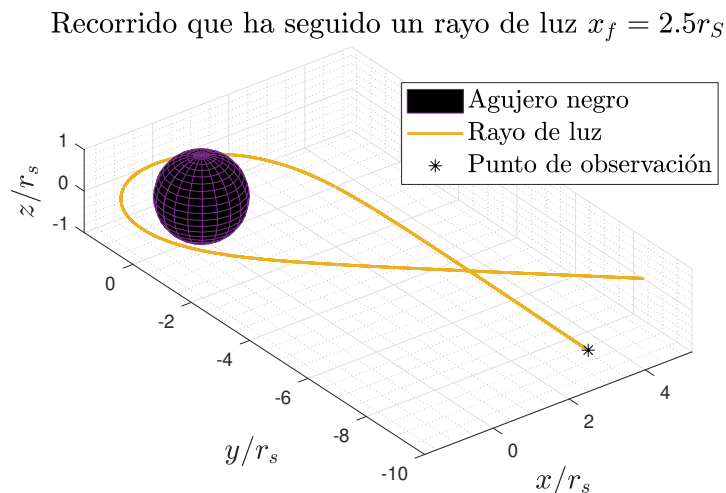 Recorrido que ha seguido un rayo de luz $x_f = 2.5r_S$
Agujero negro
Rayo de luz
Punto de observación
1
0
-1
z/r_s
0
-2
-4
-6
-8
-10
y/r_s
0
2
4
x/r_s